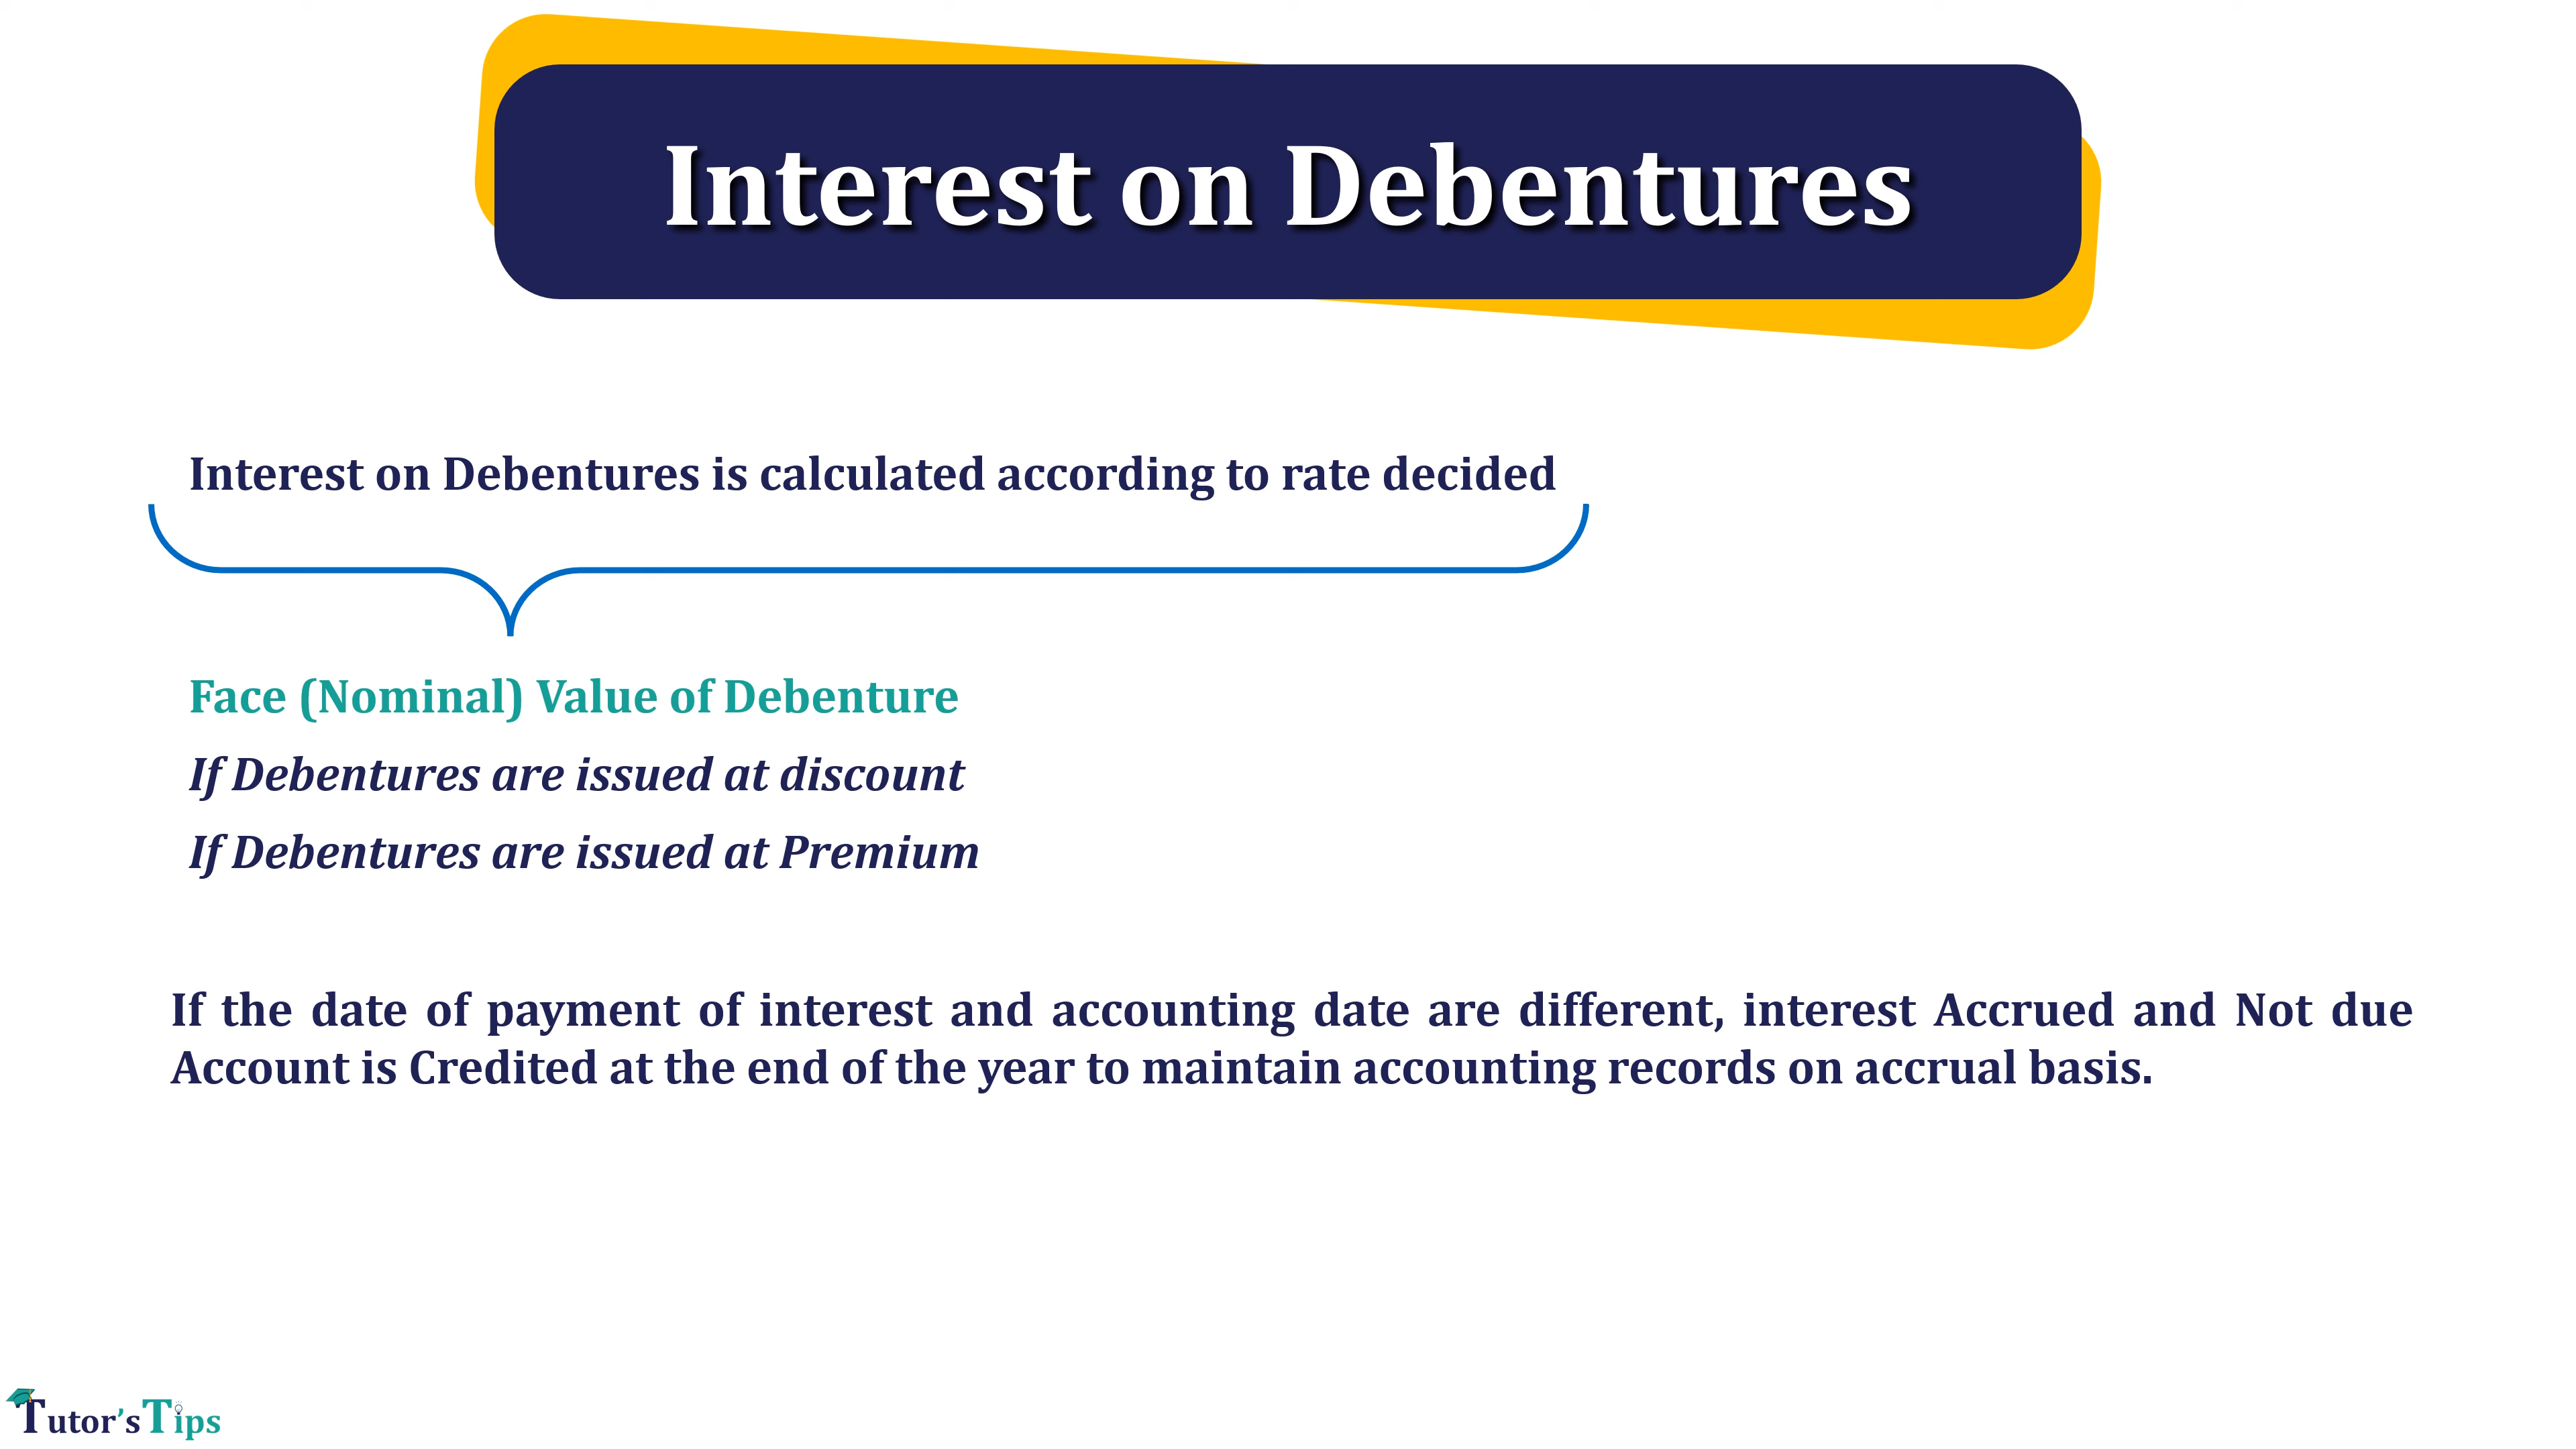 Interest on Debentures
Interest on Debentures is calculated according to rate decided
Face (Nominal) Value of Debenture
If Debentures are issued at discount
If Debentures are issued at Premium
If the date of payment of interest and accounting date are different, interest Accrued and Not due
Account is Credited at the end of the year to maintain accounting records on accrual basis.
Tutor'sTips